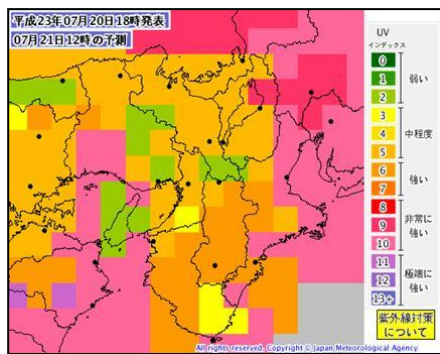 平成23年07月20日18時発表
07月21日12時の予測
UV
インデックス
0
1
2
弱い
3
4
5
中程度
6
7
強い
8
9
10
非常に
強い
11
12
13+
極端に
強い
紫外線対策
について
All rights reserved. Copyright © Japan Meteorological Agency